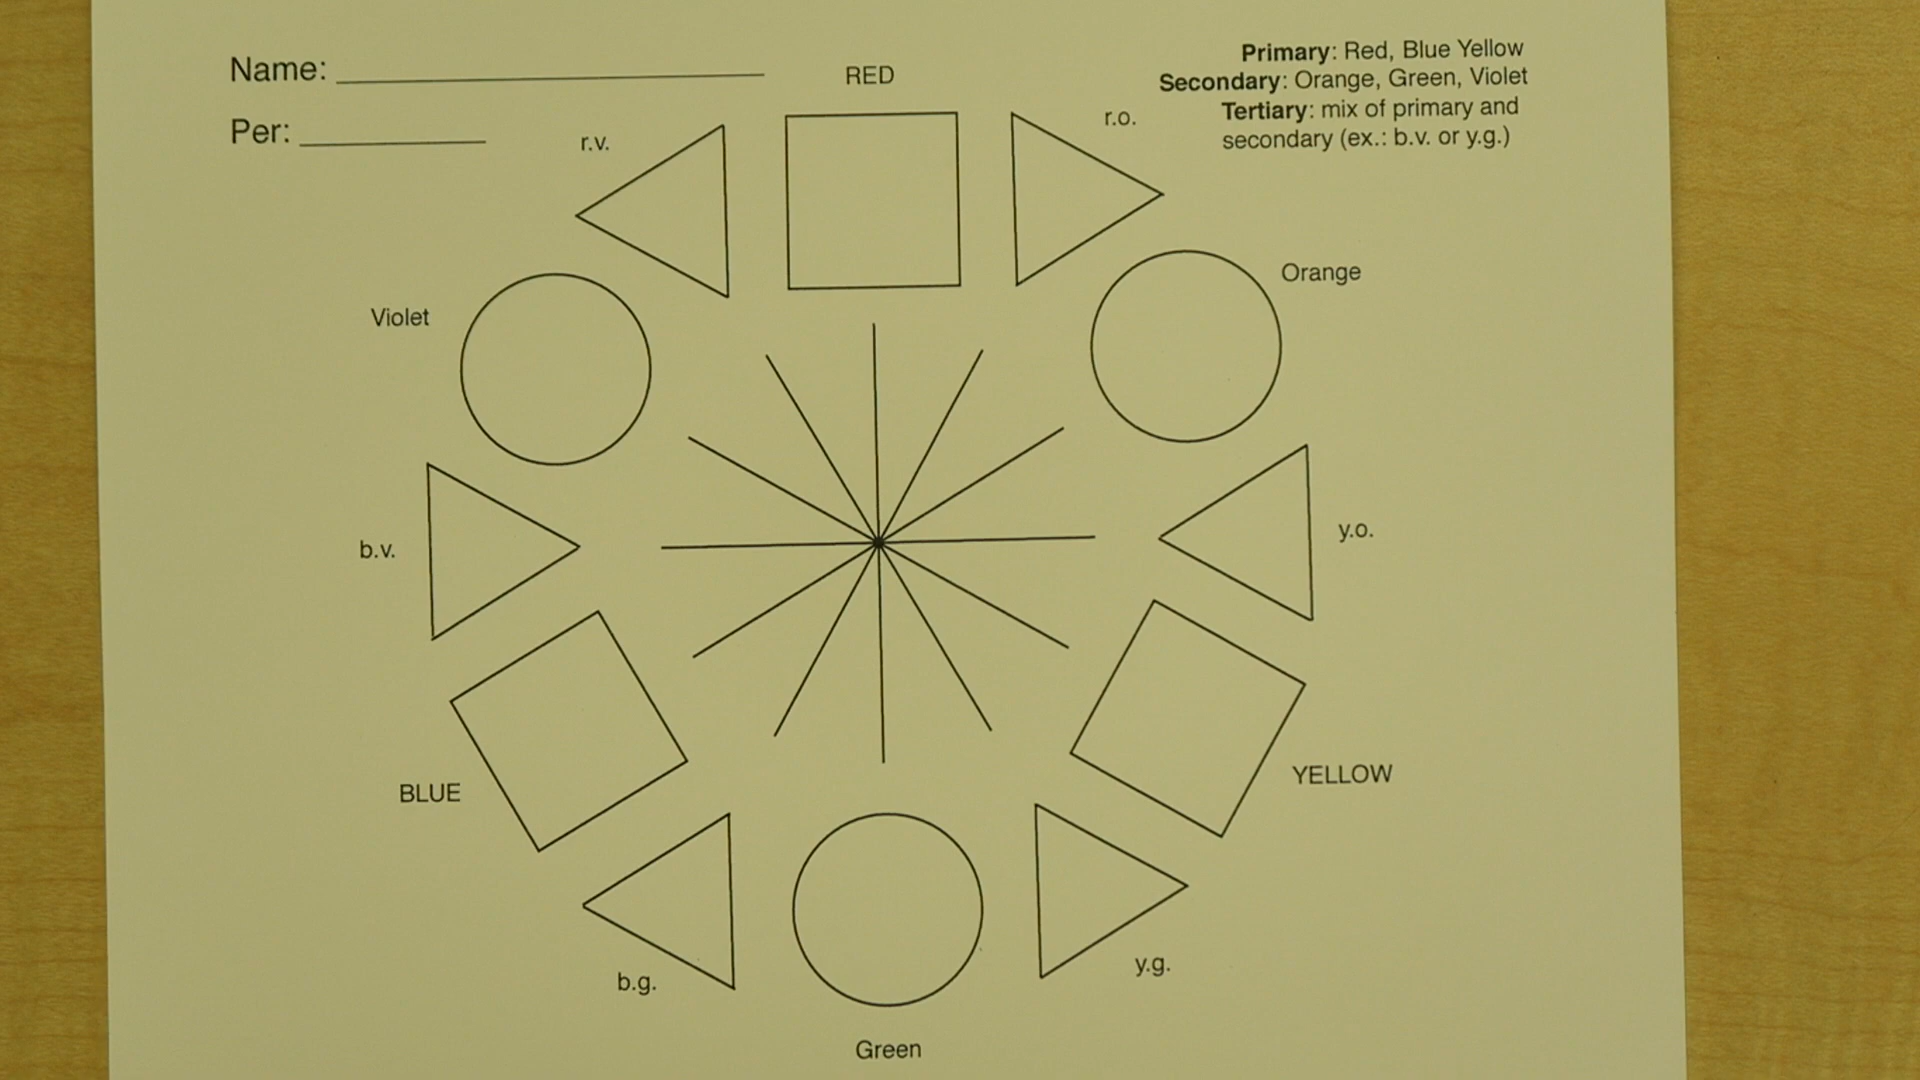 Name:
Per:
Primary: Red, Blue Yellow
Secondary: Orange, Green, Violet
Tertiary: mix of primary and
secondary (ex.: b.v. or y.g.)
RED
r.v.
r.o.
Violet
Orange
b.v.
y.o.
BLUE
YELLOW
b.g.
y.g.
Green